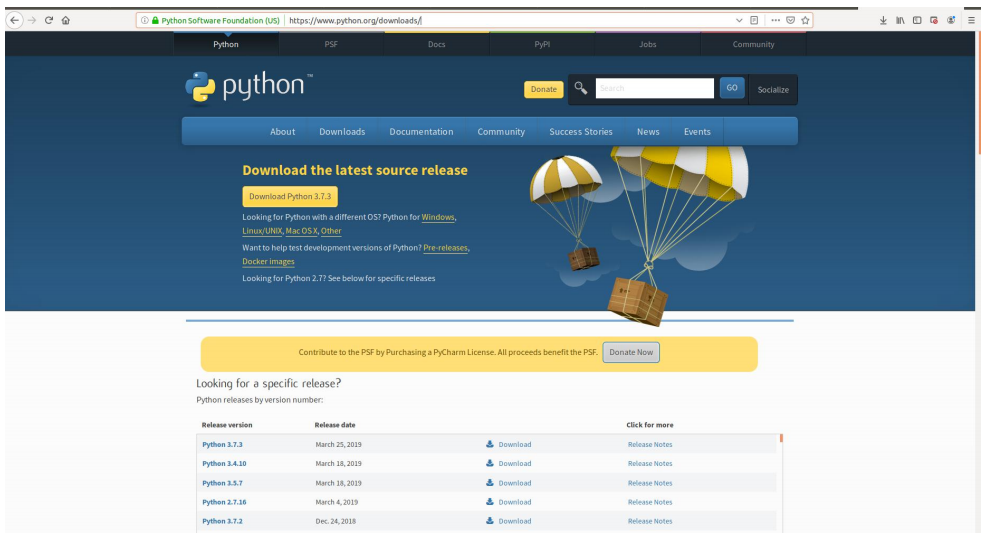 Python Software Foundation (US) https://www.python.org/downloads/
Python PSF Docs PyPI Jobs Community
python™
Donate Search GO Socialize
About Downloads Documentation Community Success Stories News Events
Download the latest source release
Download Python 3.7.3
Looking for Python with a different OS? Python for Windows,
Linux/UNIX, Mac OS X, Other
Want to help test development versions of Python? Pre-releases,
Docker images
Looking for Python 2.7? See below for specific releases
Contribute to the PSF by Purchasing a PyCharm License. All proceeds benefit the PSF. Donate Now
Looking for a specific release?
Python releases by version number:
Release version Release date Click for more
Python 3.7.3 March 25, 2019 Download Release Notes
Python 3.4.10 March 18, 2019 Download Release Notes
Python 3.5.7 March 18, 2019 Download Release Notes
Python 2.7.16 March 4, 2019 Download Release Notes
Python 3.7.2 Dec. 24, 2018 Download Release Notes